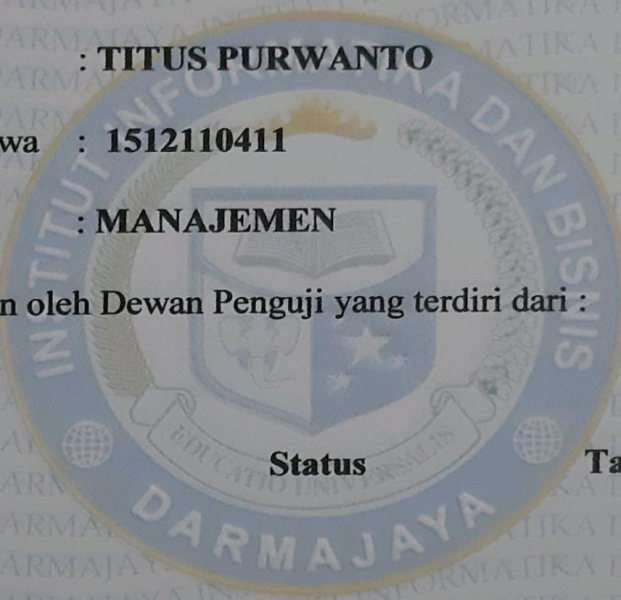 : TITUS PURWANTO
wa : 1512110411
: MANAJEMEN
n oleh Dewan Penguji yang terdiri dari :
Status Ta
INSTITUT INFORMATIKA DAN BISNIS
EDUCATIO UNIVERSALIS
DARMAJAYA